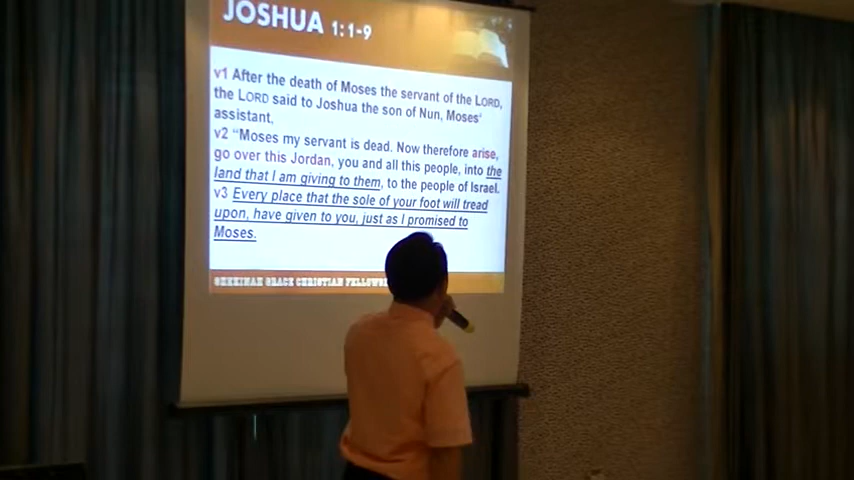 JOSHUA 1:1-9
v1 After the death of Moses the servant of the LORD,
the LORD said to Joshua the son of Nun, Moses'
assistant,
v2 "Moses my servant is dead. Now therefore arise,
go over this Jordan, you and all this people, into the
land that I am giving to them, to the people of Israel.
v3 Every place that the sole of your foot will tread
upon, have given to you, just as I promised to
Moses.
GRACE CHRISTIAN